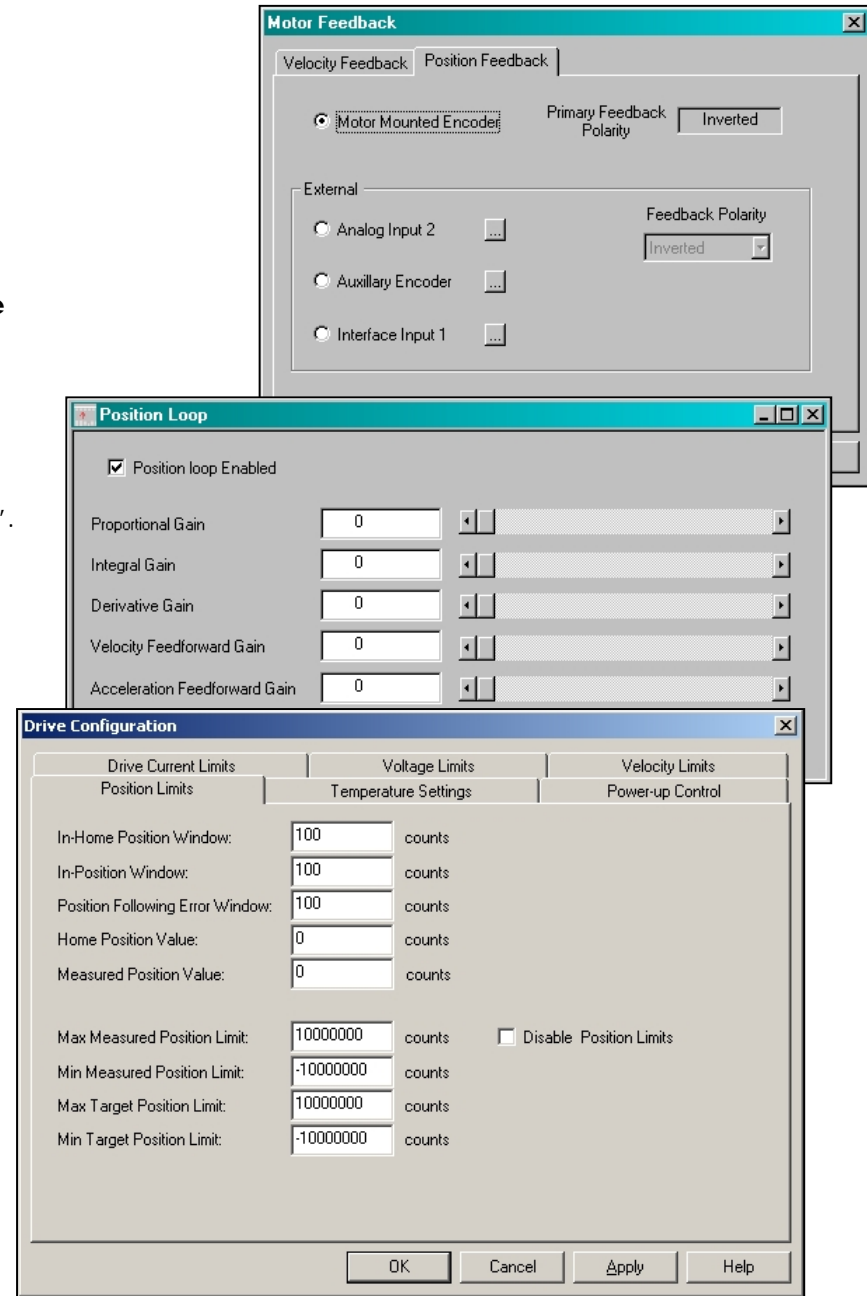 Motor Feedback
Velocity Feedback Position Feedback
Motor Mounted Encoder
Primary Feedback
Polarity
Inverted
External
Analog Input 2 ...
Feedback Polarity
Inverted
Auxillary Encoder ...
Interface Input 1 ...
e
Position Loop
Position loop Enabled
'.
Proportional Gain 0
Integral Gain 0
Derivative Gain 0
Velocity Feedforward Gain 0
Acceleration Feedforward Gain 0
Drive Configuration
Drive Current Limits Voltage Limits Velocity Limits
Position Limits Temperature Settings Power-up Control
In-Home Position Window: 100 counts
In-Position Window: 100 counts
Position Following Error Window: 100 counts
Home Position Value: 0 counts
Measured Position Value: 0 counts
Max Measured Position Limit: 10000000 counts Disable Position Limits
Min Measured Position Limit: -10000000 counts
Max Target Position Limit: 10000000 counts
Min Target Position Limit: -10000000 counts
OK Cancel Apply Help